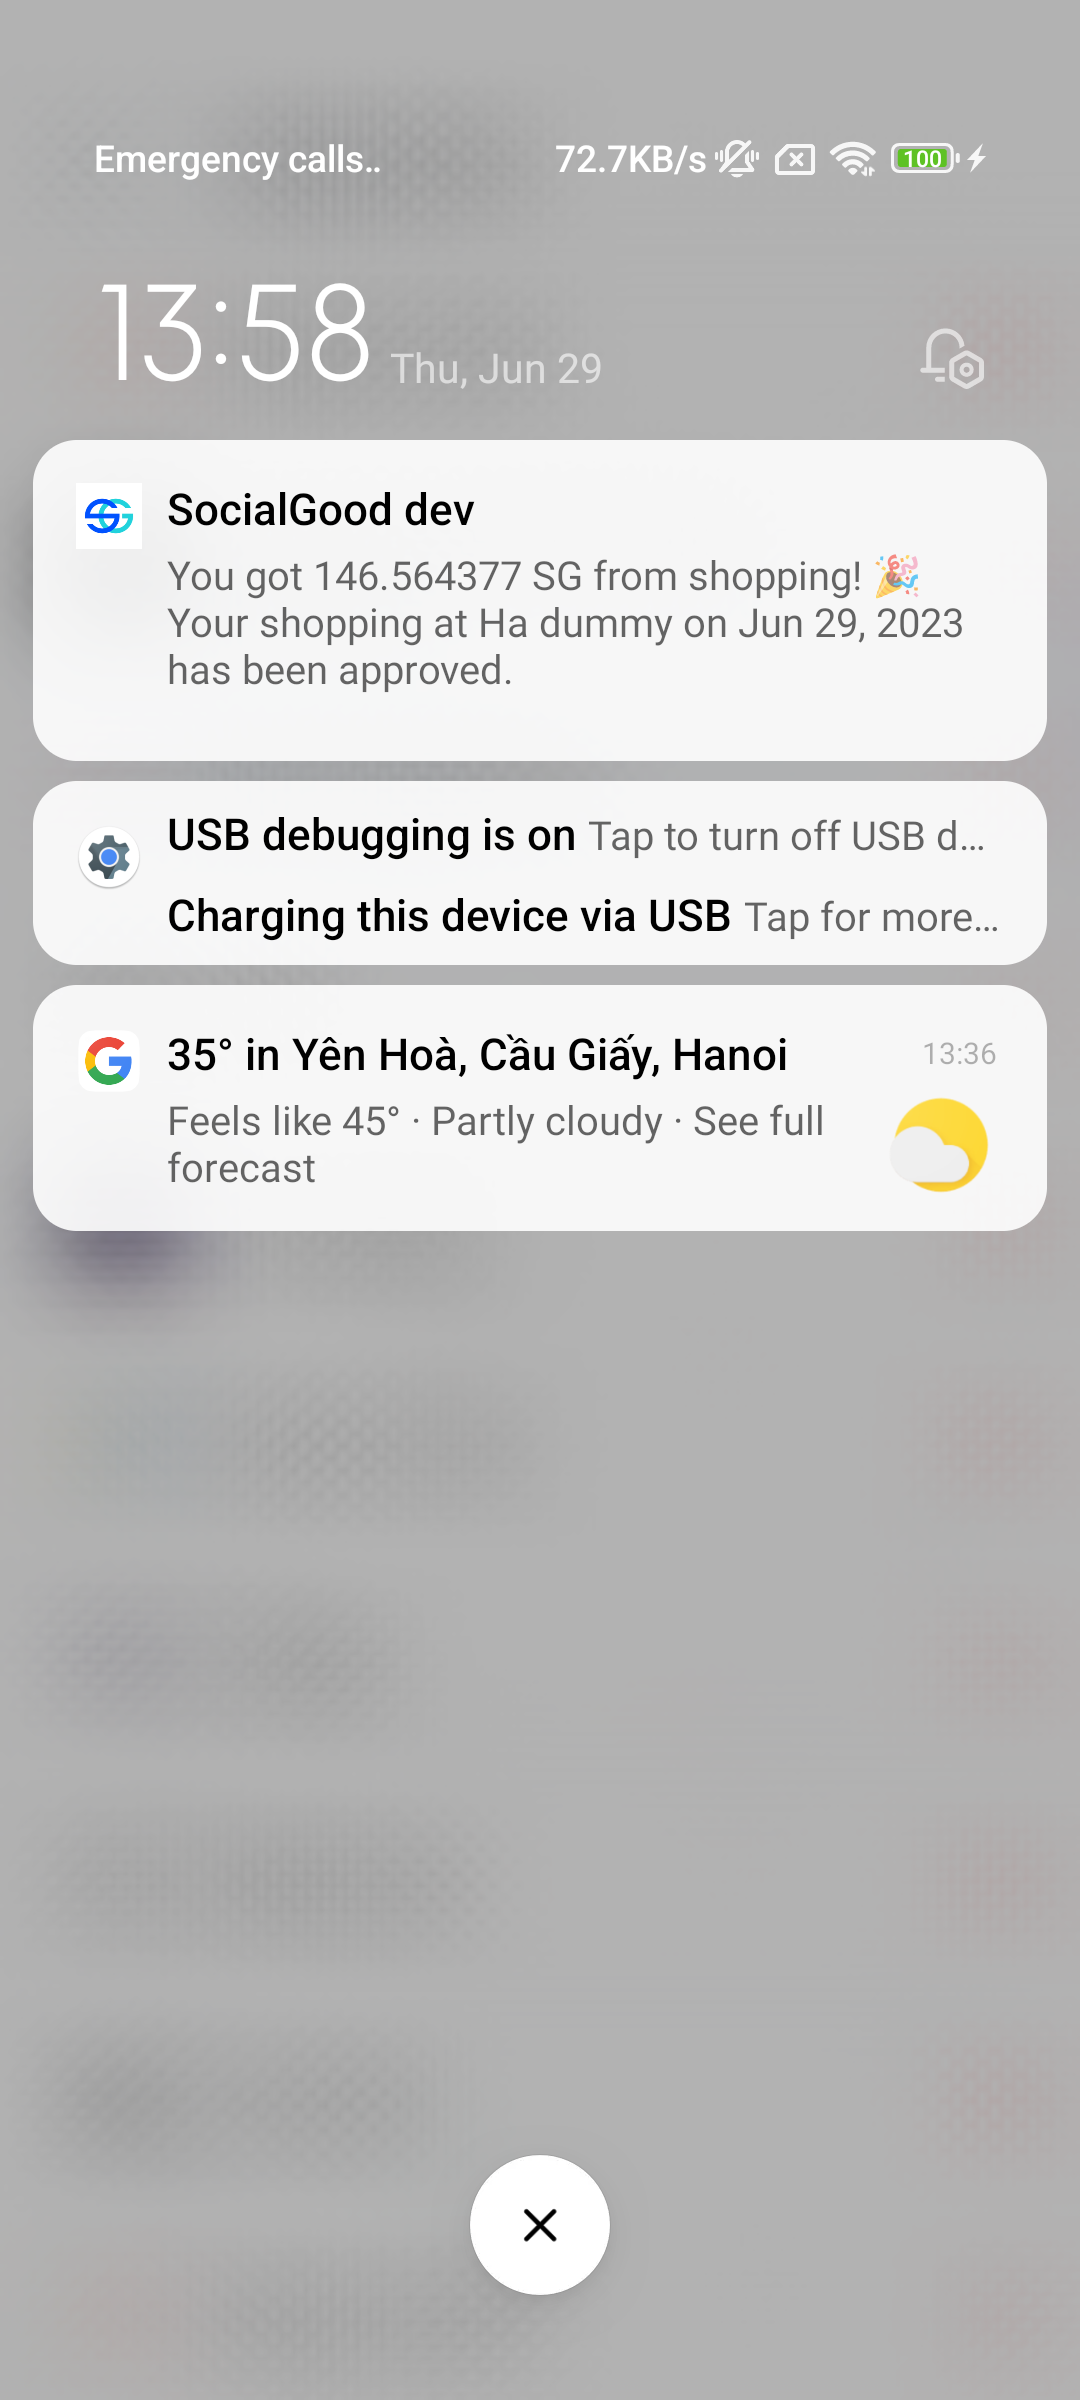 Emergency calls.. 72.7KB/s 100
13:58 Thu, Jun 29
SocialGood dev
You got 146.564377 SG from shopping! 🎉
Your shopping at Ha dummy on Jun 29, 2023
has been approved.
USB debugging is on Tap to turn off USB d...
Charging this device via USB Tap for more...
35° in Yên Hoà, Cầu Giấy, Hanoi 13:36
Feels like 45° · Partly cloudy · See full
forecast